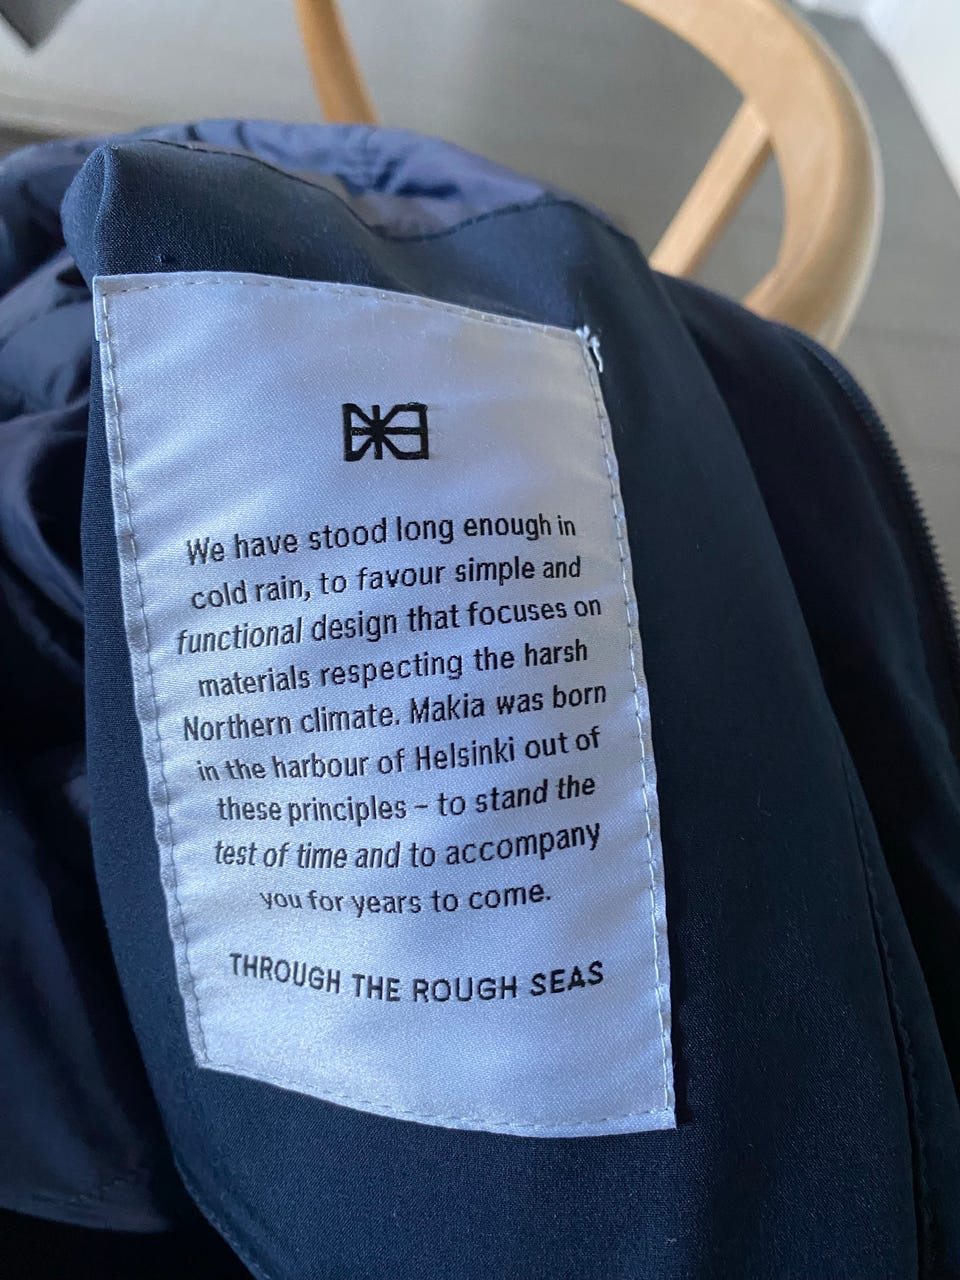 We have stood long enough in
cold rain, to favour simple and
functional design that focuses on
materials respecting the harsh
Northern climate. Makia was born
in the harbour of Helsinki out of
these principles – to stand the
test of time and to accompany
you for years to come.
THROUGH THE ROUGH SEAS